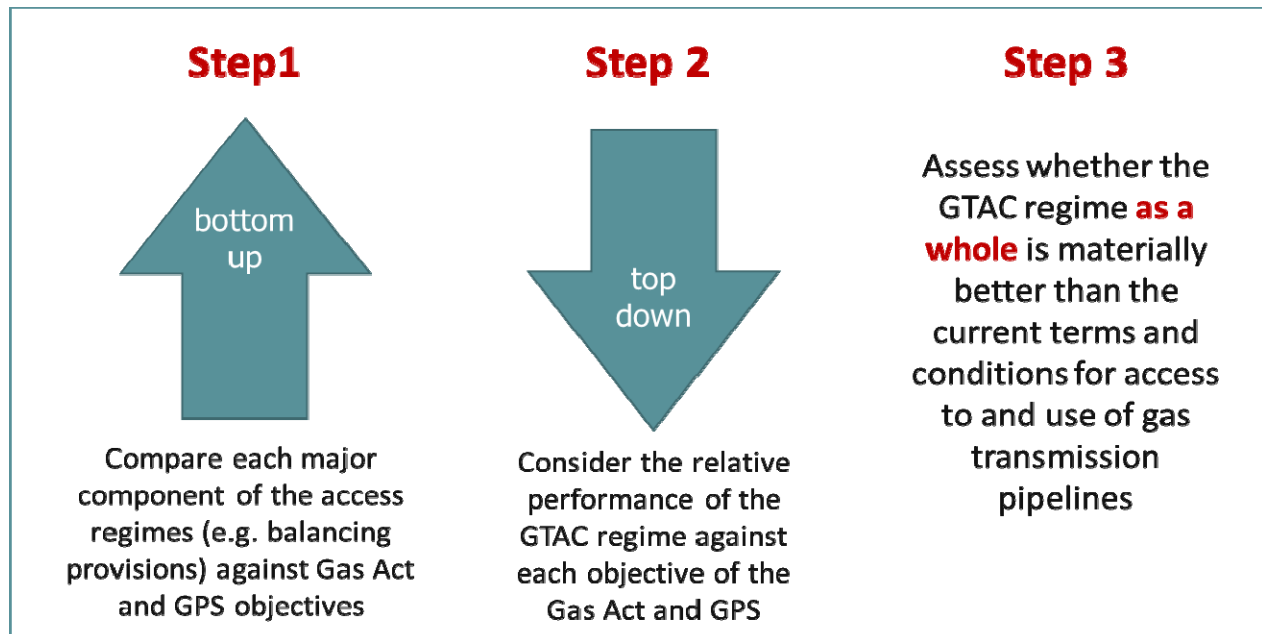 Step1
bottom
up
Compare each major
component of the access
regimes (e.g. balancing
provisions) against Gas Act
and GPS objectives
Step 2
top
down
Consider the relative
performance of the
GTAC regime against
each objective of the
Gas Act and GPS
Step 3
Assess whether the
GTAC regime as a
whole is materially
better than the
current terms and
conditions for access
to and use of gas
transmission
pipelines